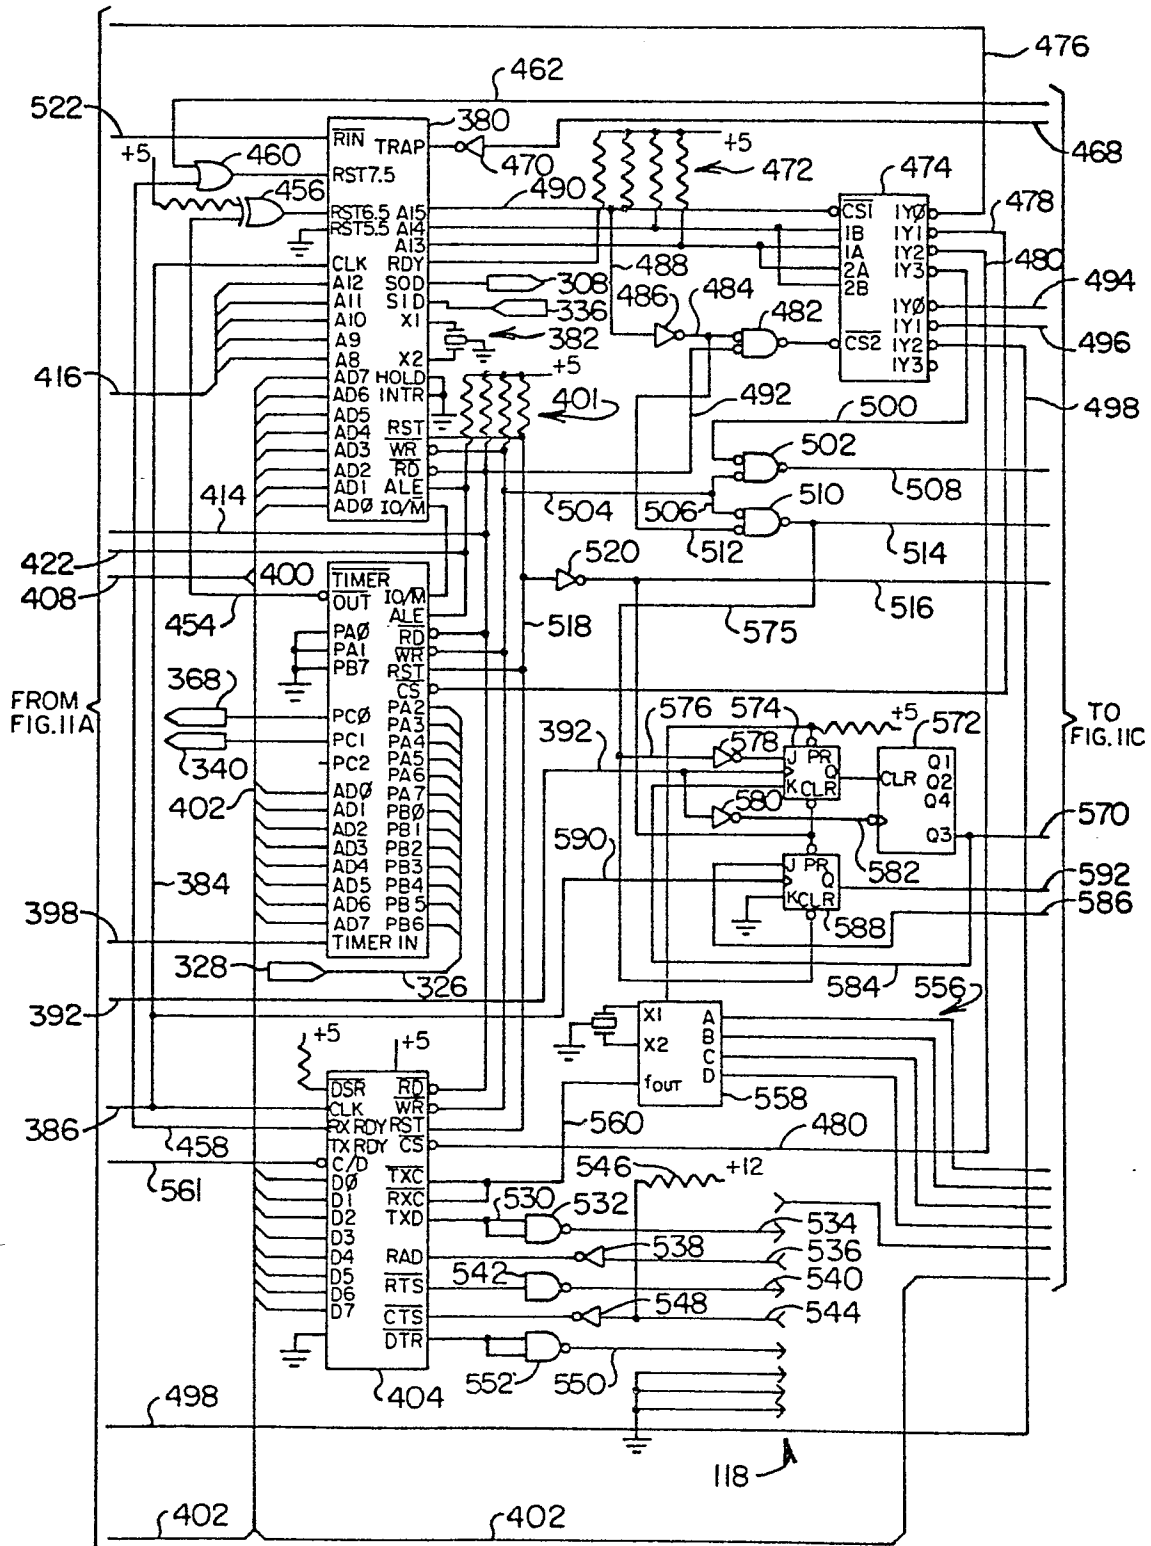 476
462
522
380
RIN
TRAP
+5
460
470
+5
468
472
474
RST7.5
456
490
RST6.5 A15
CS1 1YØ
478
RST5.5 A14
1B 1Y1
A13
1A 1Y2
480
CLK RDY
488
2A 1Y3
A12 SOD
308
2B
494
A11 SID
336
486 484 482
1YØ
A10 X1
382
1Y1
496
A9
CS2 1Y2
A8 X2
1Y3
416
+5
AD7 HOLD
401
492
500
498
AD6 INTR
AD5
AD4 RST
502
AD3 WR
AD2 RD
AD1 ALE
508
414
ADØ IO/M
504 506
510
512
514
422
400
520
408
TIMER
OUT IO/M
516
454
ALE
518
575
PAØ RD
PA1 WR
PB7 RST
368
CS
FROM
FIG.11A
PCØ PA2
576 574
+5
572
TO
FIG.11C
PA3
392
578
340
PC1 PA4
J PR
Q1
PA5
Q
CLR Q2
PC2 PA6
K CLR
Q4
402
ADØ PA7
580
AD1 PBØ
570
AD2 PB1
Q3
AD3 PB2
590
582
AD4 PB3
J PR
592
384
AD5 PB4
Q
586
AD6 PB5
K CLR
398
AD7 PB6
588
TIMER IN
328
326
584
556
392
X1 A
B
+5
+5
X2 C
D
DSR RD
fOUT
558
386
CLK WR
RX RDY RST
560
480
458
TX RDY CS
C/D
546
+12
561
DØ TXC
D1 RXC
530 532
D2 TXD
534
D3
538
D4 RAD
536
D5
542
540
D6 RTS
548
544
D7 CTS
DTR
552 550
404
498
118
402
402